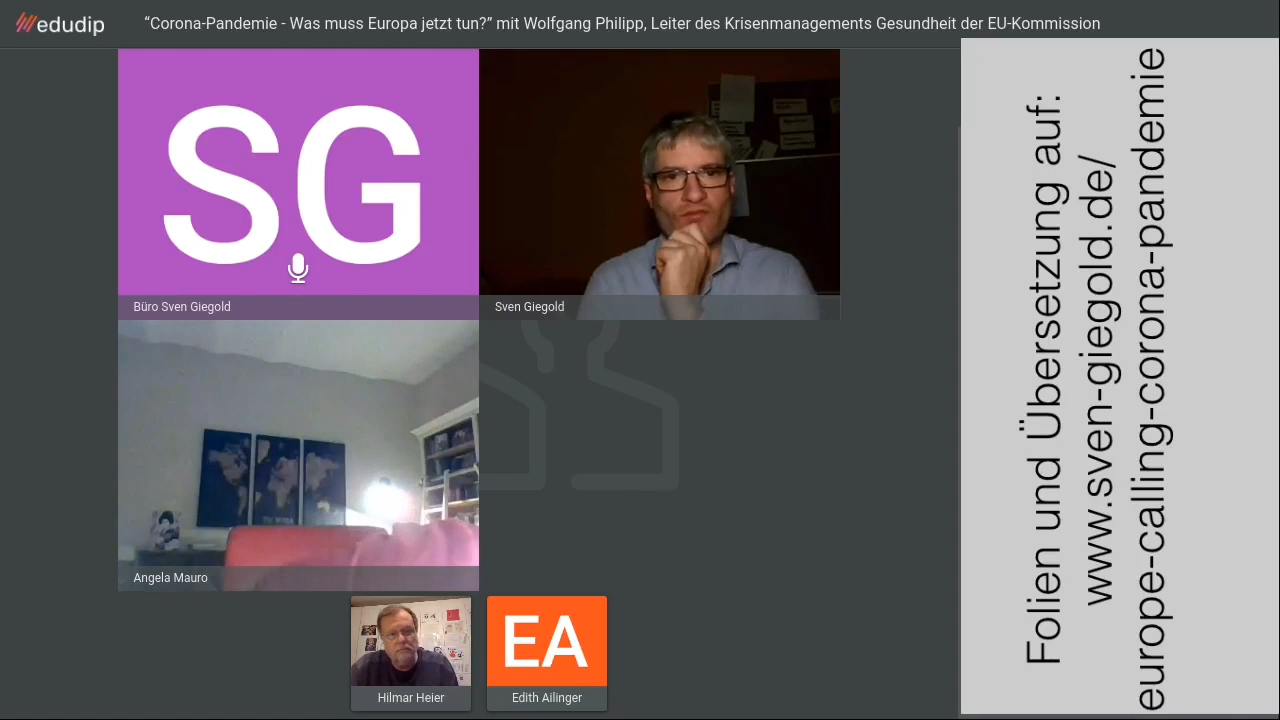 edudip
“Corona-Pandemie - Was muss Europa jetzt tun?” mit Wolfgang Philipp, Leiter des Krisenmanagements Gesundheit der EU-Kommission
SG
Büro Sven Giegold
Sven Giegold
Angela Mauro
Hilmar Heier
EA
Edith Ailinger
Folien und Übersetzung auf:
www.sven-giegold.de/
europe-calling-corona-pandemie